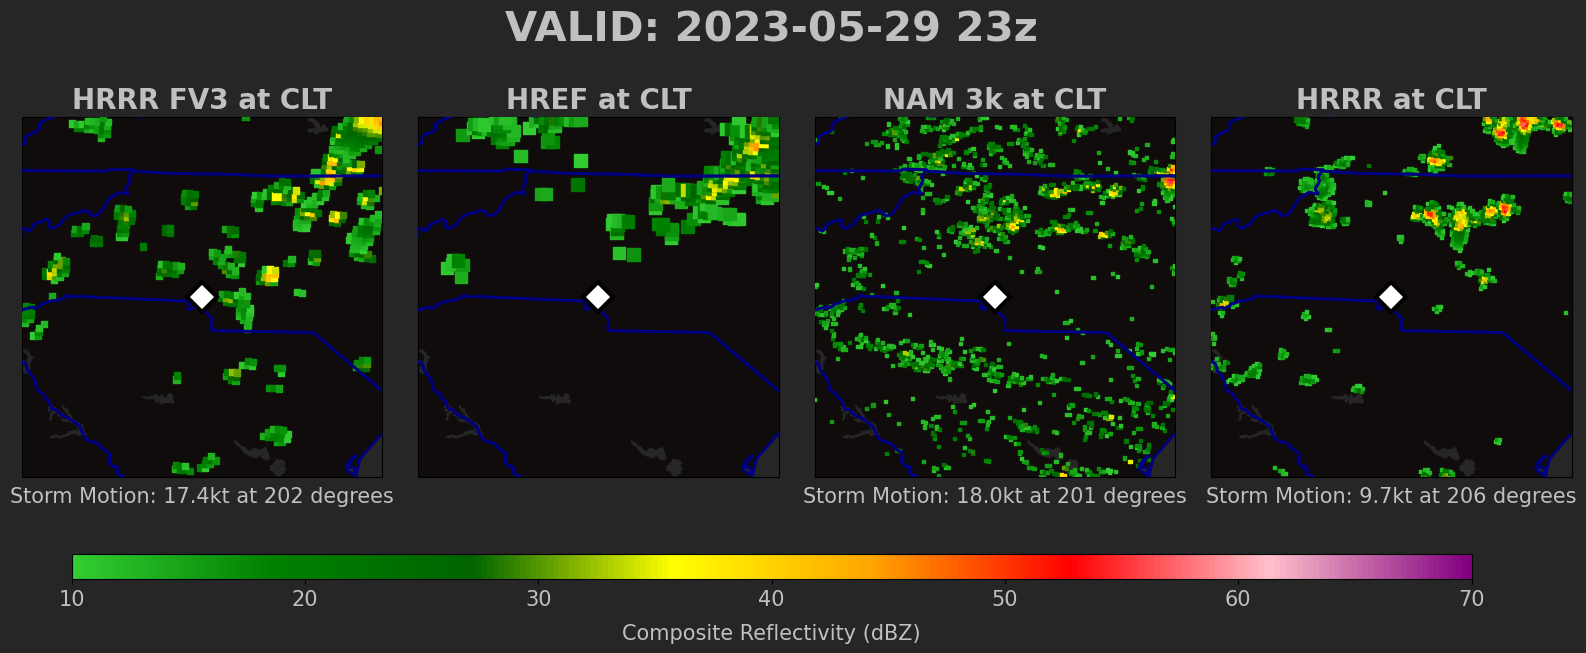 VALID: 2023-05-29 23z
HRRR FV3 at CLT
HREF at CLT
NAM 3k at CLT
HRRR at CLT
Storm Motion: 17.4kt at 202 degrees
Storm Motion: 18.0kt at 201 degrees
Storm Motion: 9.7kt at 206 degrees
10 20 30 40 50 60 70
Composite Reflectivity (dBZ)